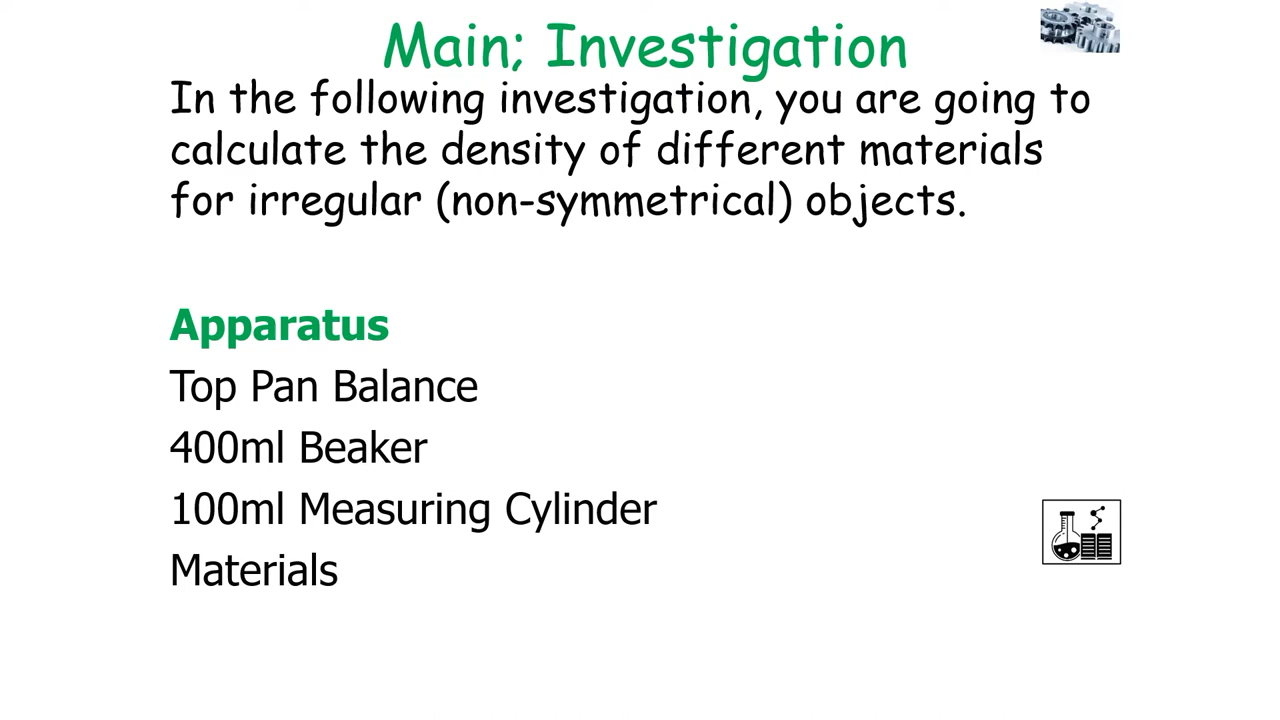 Main; Investigation
In the following investigation, you are going to
calculate the density of different materials
for irregular (non-symmetrical) objects.
Apparatus
Top Pan Balance
400ml Beaker
100ml Measuring Cylinder
Materials